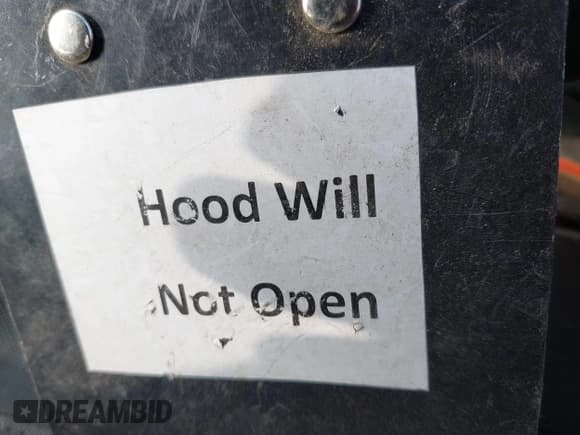 Hood Will
Not Open
DREAMBID